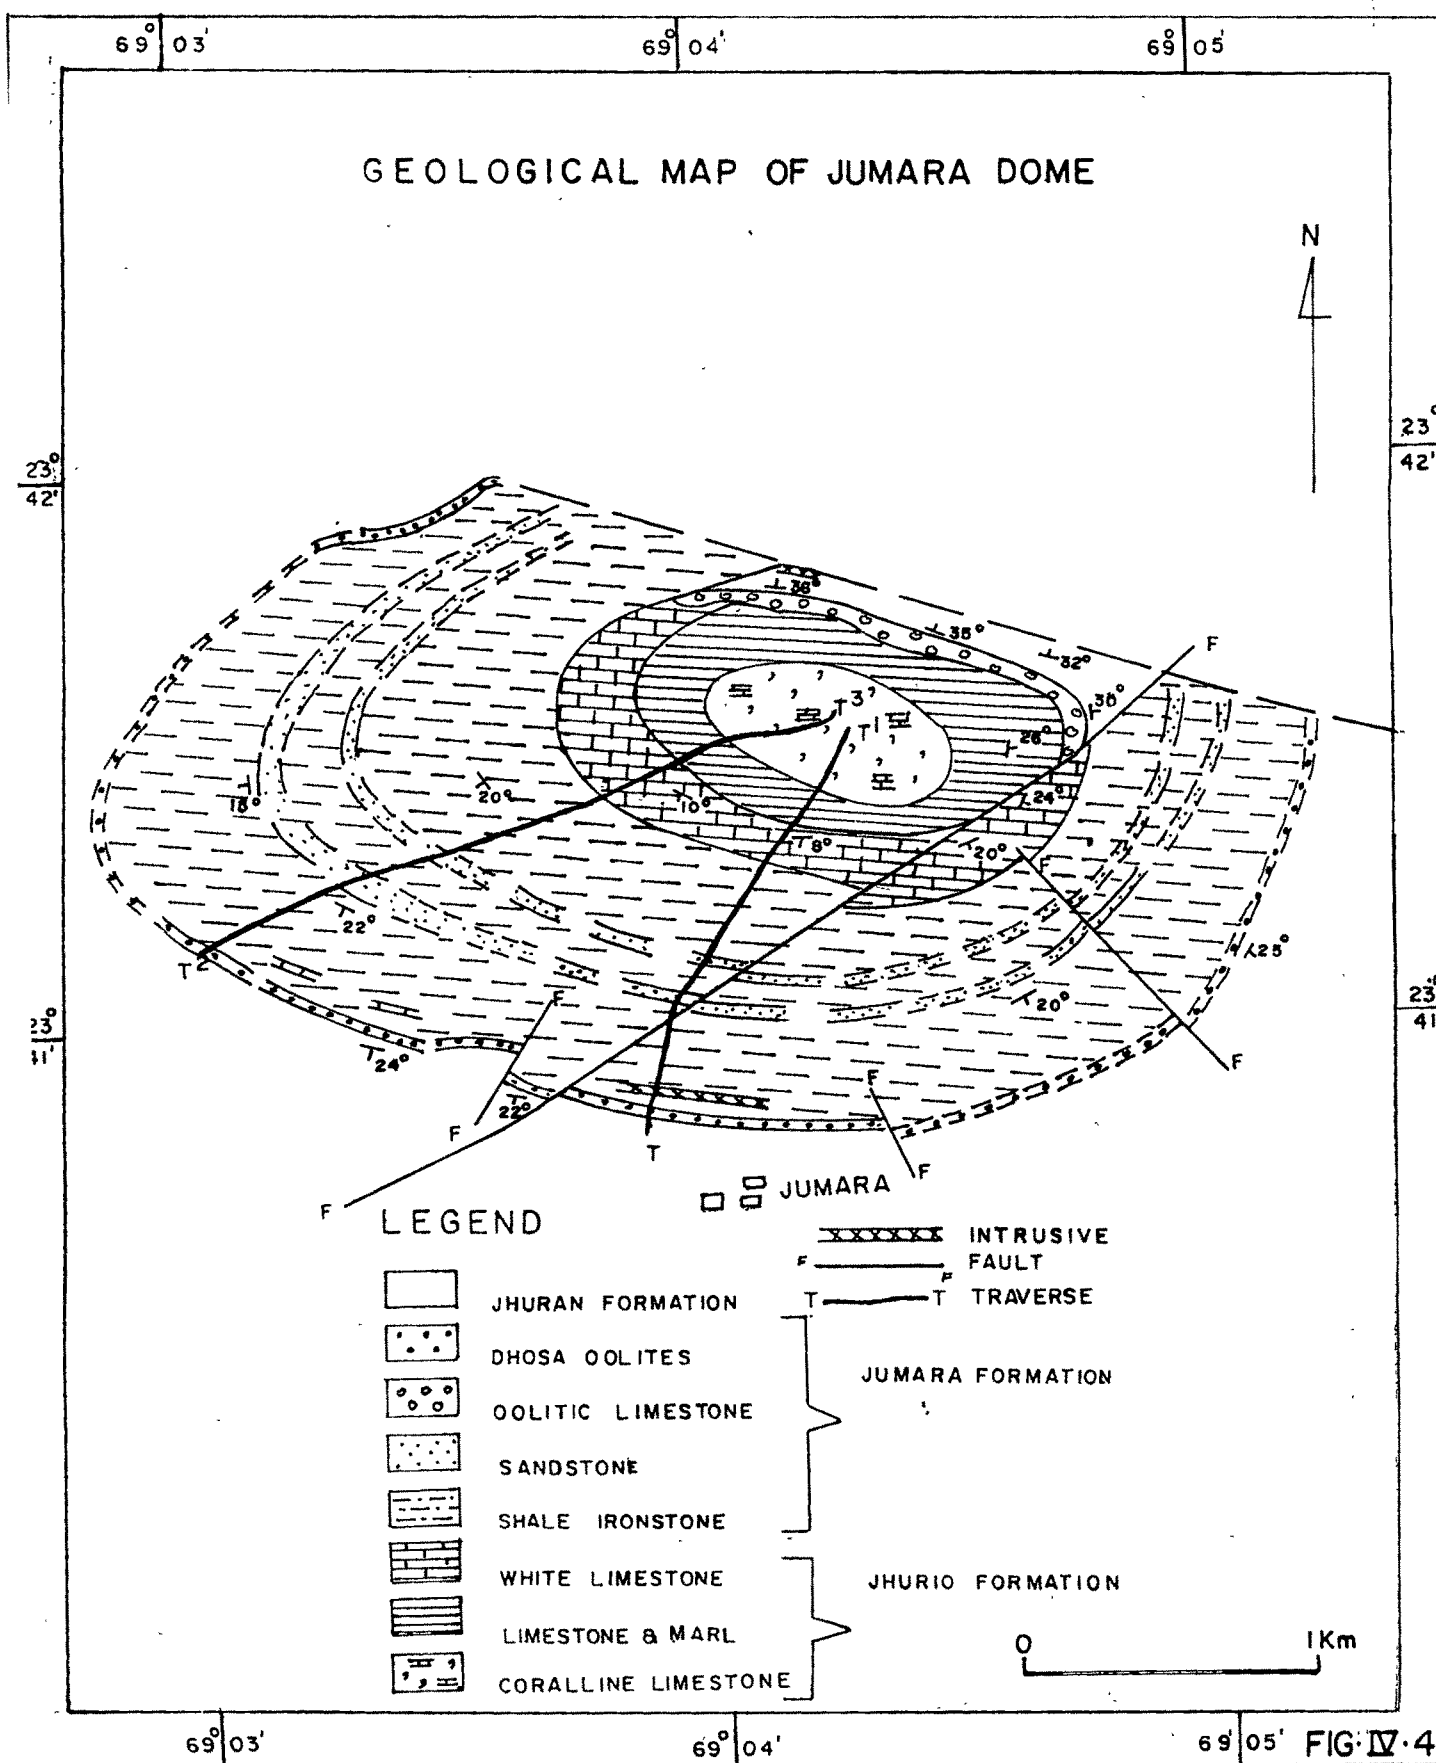 69° 03' 69° 04' 69° 05'
GEOLOGICAL MAP OF JUMARA DOME
N
23° 42'
23° 42'
38°
35°
32°
F
30°
T3
T1
26°
24°
20°
10°
18°
8°
20°
F
22°
T2
25°
20°
23° 41'
23° 41'
F
24°
F
F
22°
F
T
F
JUMARA
F
LEGEND
INTRUSIVE
F FAULT F
T T TRAVERSE
JHURAN FORMATION
DHOSA OOLITES
JUMARA FORMATION
OOLITIC LIMESTONE
SANDSTONE
SHALE IRONSTONE
WHITE LIMESTONE
JHURIO FORMATION
LIMESTONE & MARL
CORALLINE LIMESTONE
0 1Km
69° 03' 69° 04' 69° 05' FIG: IV·4